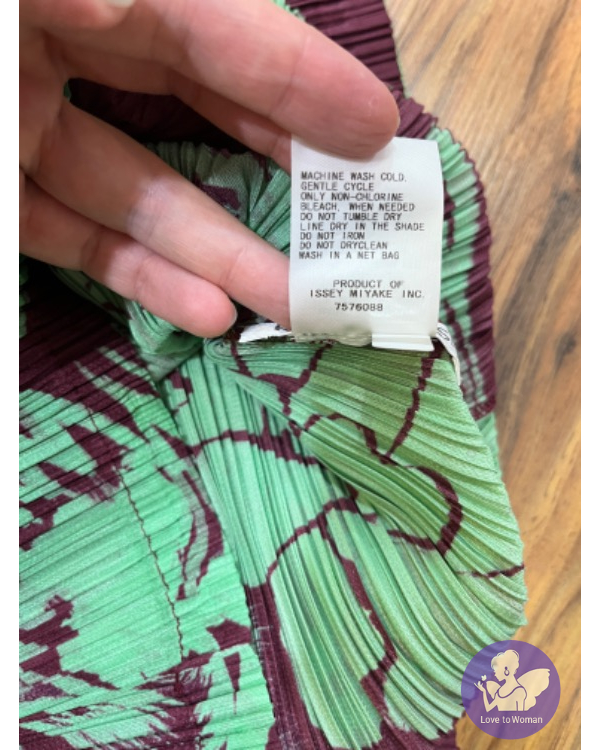 MACHINE WASH COLD.
GENTLE CYCLE
ONLY NON-CHLORINE
BLEACH, WHEN NEEDED
DO NOT TUMBLE DRY
LINE DRY IN THE SHADE
DO NOT IRON
DO NOT DRYCLEAN
WASH IN A NET BAG
PRODUCT OF
ISSEY MIYAKE INC.
7576088
Love to Woman